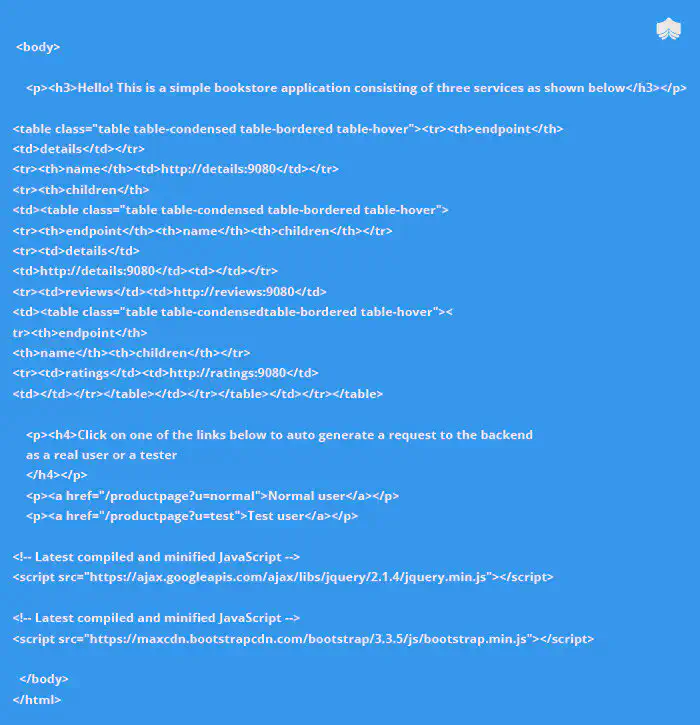 <body>
<p><h3>Hello! This is a simple bookstore application consisting of three services as shown below</h3></p>
<table class="table table-condensed table-bordered table-hover"><tr><th>endpoint</th>
<td>details</td></tr>
<tr><th>name</th><td>http://details:9080</td></tr>
<tr><th>children</th>
<td><table class="table table-condensed table-bordered table-hover">
<tr><th>endpoint</th><th>name</th><th>children</th></tr>
<tr><td>details</td>
<td>http://details:9080</td><td></td></tr>
<tr><td>reviews</td><td>http://reviews:9080</td>
<td><table class="table table-condensedtable-bordered table-hover"><
tr><th>endpoint</th>
<th>name</th><th>children</th></tr>
<tr><td>ratings</td><td>http://ratings:9080</td>
<td></td></tr></table></td></tr></table></td></tr></table>
<p><h4>Click on one of the links below to auto generate a request to the backend
as a real user or a tester
</h4></p>
<p><a href="/productpage?u=normal">Normal user</a></p>
<p><a href="/productpage?u=test">Test user</a></p>
<!-- Latest compiled and minified JavaScript -->
<script src="https://ajax.googleapis.com/ajax/libs/jquery/2.1.4/jquery.min.js"></script>
<!-- Latest compiled and minified JavaScript -->
<script src="https://maxcdn.bootstrapcdn.com/bootstrap/3.3.5/js/bootstrap.min.js"></script>
</body>
</html>